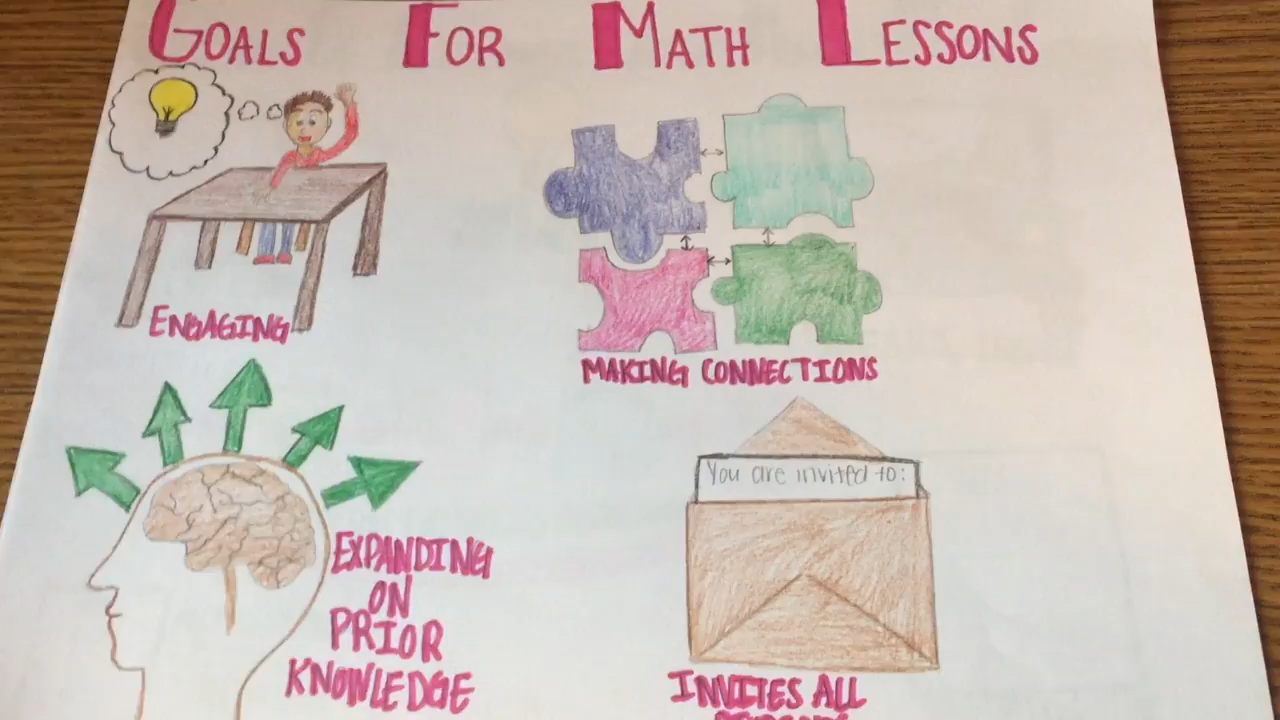 GOALS FOR MATH LESSONS
ENGAGING
MAKING CONNECTIONS
EXPANDING
ON
PRIOR
KNOWLEDGE
You are invited to:
INVITES ALL